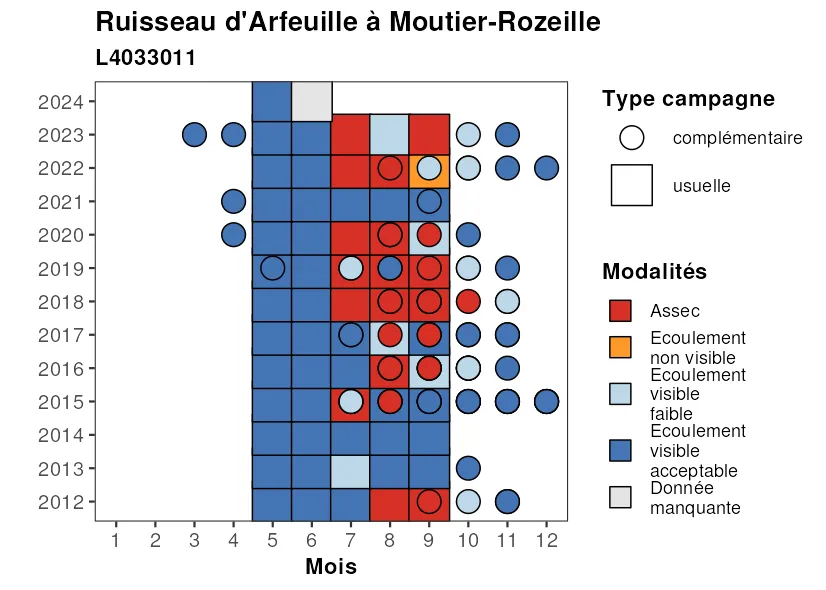 Ruisseau d'Arfeuille à Moutier-Rozeille
L4033011
2024
2023
2022
2021
2020
2019
2018
2017
2016
2015
2014
2013
2012
1 2 3 4 5 6 7 8 9 10 11 12
Mois
Type campagne
complémentaire
usuelle
Modalités
Assec
Ecoulement
non visible
Ecoulement
visible
faible
Ecoulement
visible
acceptable
Donnée
manquante